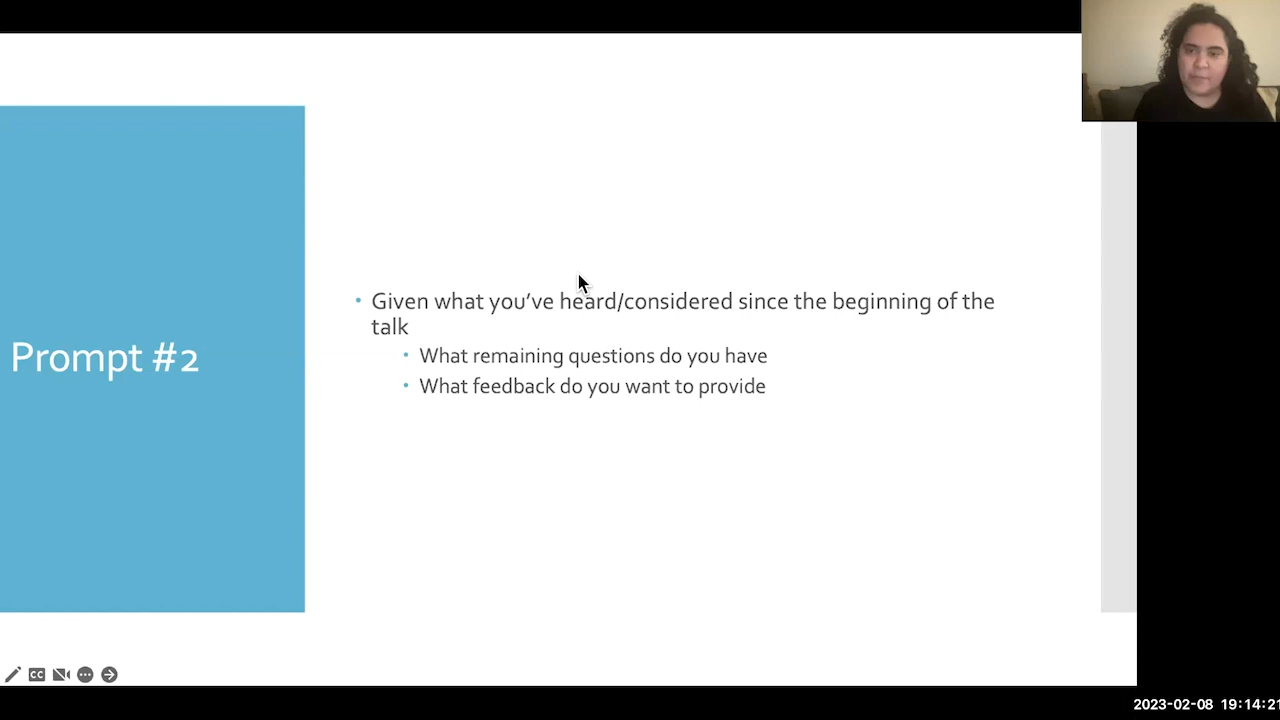 Prompt #2
Given what you've heard/considered since the beginning of the
talk
What remaining questions do you have
What feedback do you want to provide
CC
2023-02-08 19:14:21